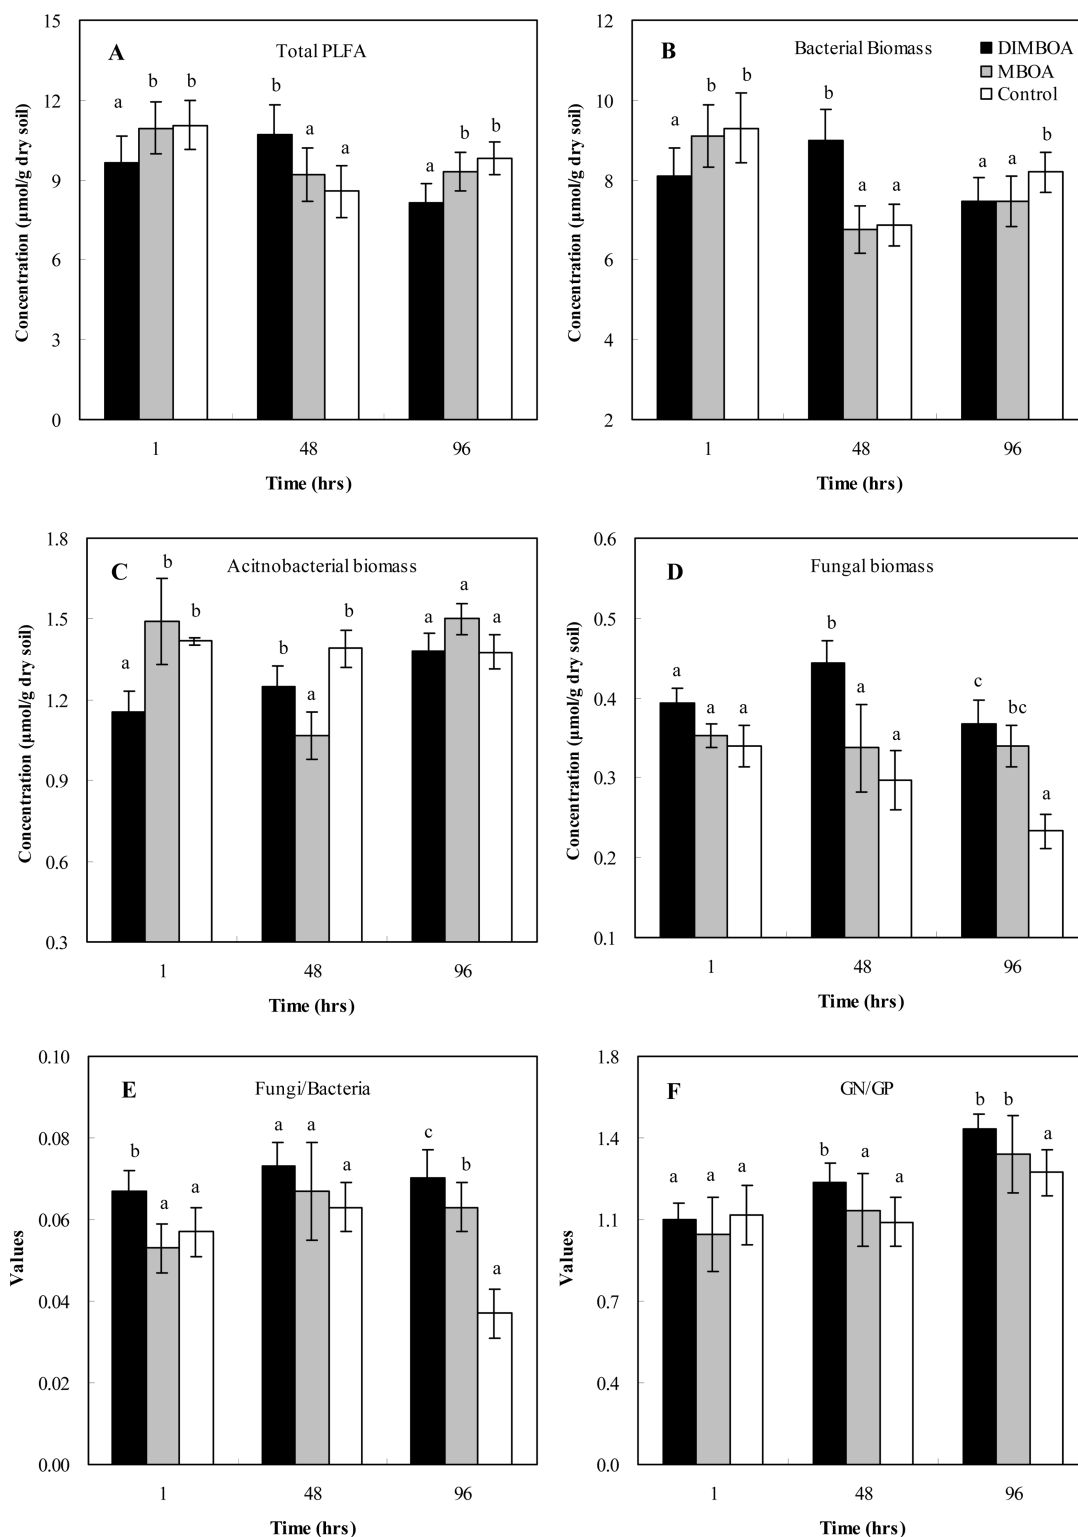 A
Total PLFA
Concentration (µmol/g dry soil)
15
12
9
6
3
0
a
b
b
b
a
a
a
b
b
1
48
96
Time (hrs)
B
Bacterial Biomass
DIMBOA
MBOA
Control
Concentration (µmol/g dry soil)
12
10
8
6
4
2
a
b
b
b
a
a
a
a
b
1
48
96
Time (hrs)
C
Acitnobacterial biomass
Concentration (µmol/g dry soil)
1.8
1.5
1.2
0.9
0.6
0.3
a
b
b
b
a
b
a
a
a
1
48
96
Time (hrs)
D
Fungal biomass
Concentration (µmol/g dry soil)
0.6
0.5
0.4
0.3
0.2
0.1
a
a
a
b
a
a
c
bc
a
1
48
96
Time (hrs)
E
Fungi/Bacteria
Values
0.10
0.08
0.06
0.04
0.02
0.00
b
a
a
a
a
a
c
b
a
1
48
96
Time (hrs)
F
GN/GP
Values
1.8
1.4
1.1
0.7
0.4
0.0
a
a
a
b
a
a
b
b
a
1
48
96
Time (hrs)